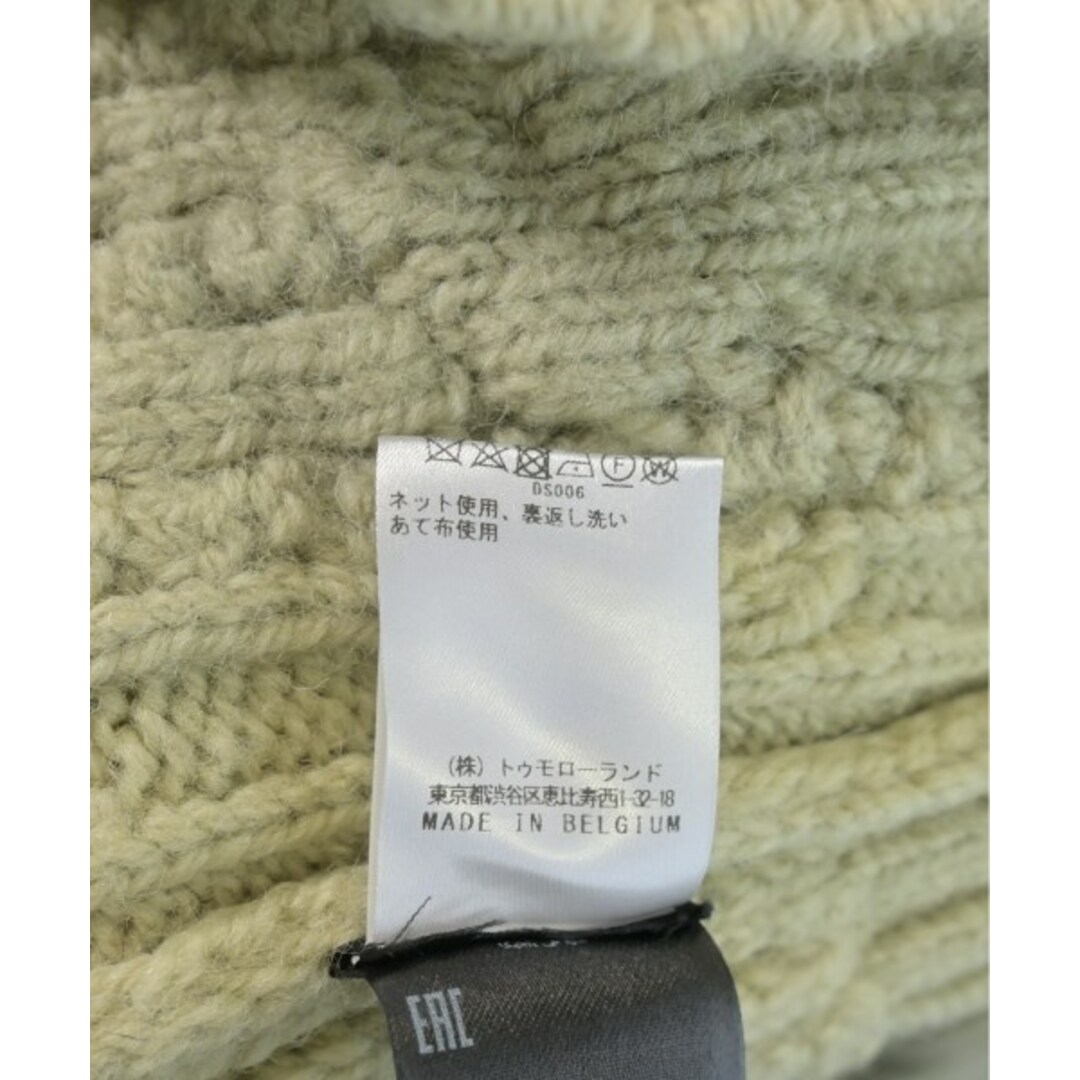 F W
DS006
ネット使用、裏返し洗い
あて布使用
(株)トゥモローランド
東京都渋谷区恵比寿西1-32-18
MADE IN BELGIUM
EAC